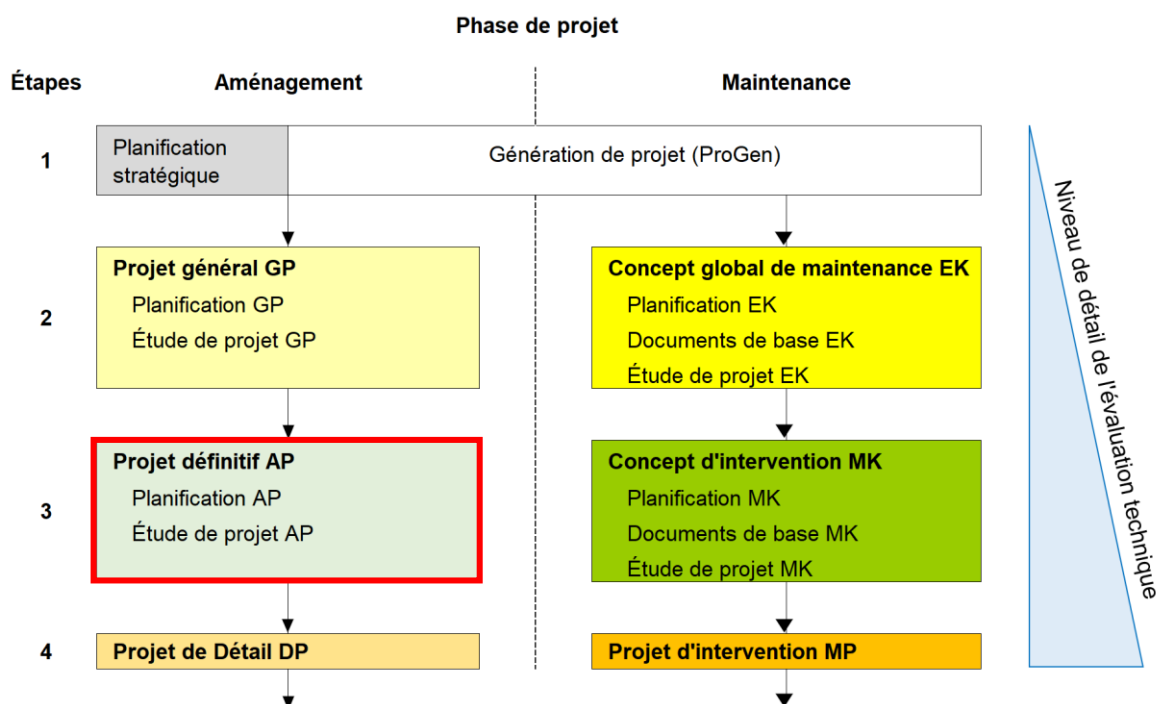 Phase de projet
Étapes
Aménagement
Maintenance
1
Planification
stratégique
Génération de projet (ProGen)
2
Projet général GP
Planification GP
Étude de projet GP
Concept global de maintenance EK
Planification EK
Documents de base EK
Étude de projet EK
3
Projet définitif AP
Planification AP
Étude de projet AP
Concept d'intervention MK
Planification MK
Documents de base MK
Étude de projet MK
4
Projet de Détail DP
Projet d'intervention MP
Niveau de détail de l'évaluation technique